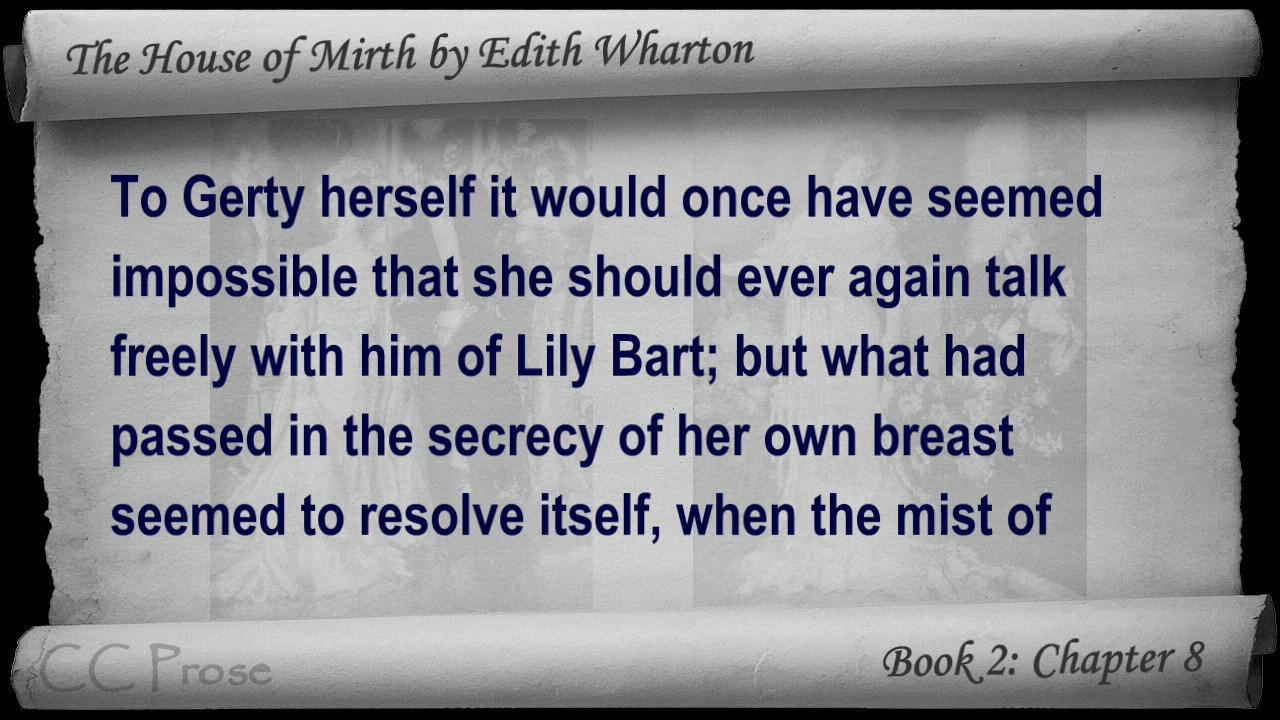 The House of Mirth by Edith Wharton
To Gerty herself it would once have seemed
impossible that she should ever again talk
freely with him of Lily Bart; but what had
passed in the secrecy of her own breast
seemed to resolve itself, when the mist of
CC Prose
Book 2: Chapter 8